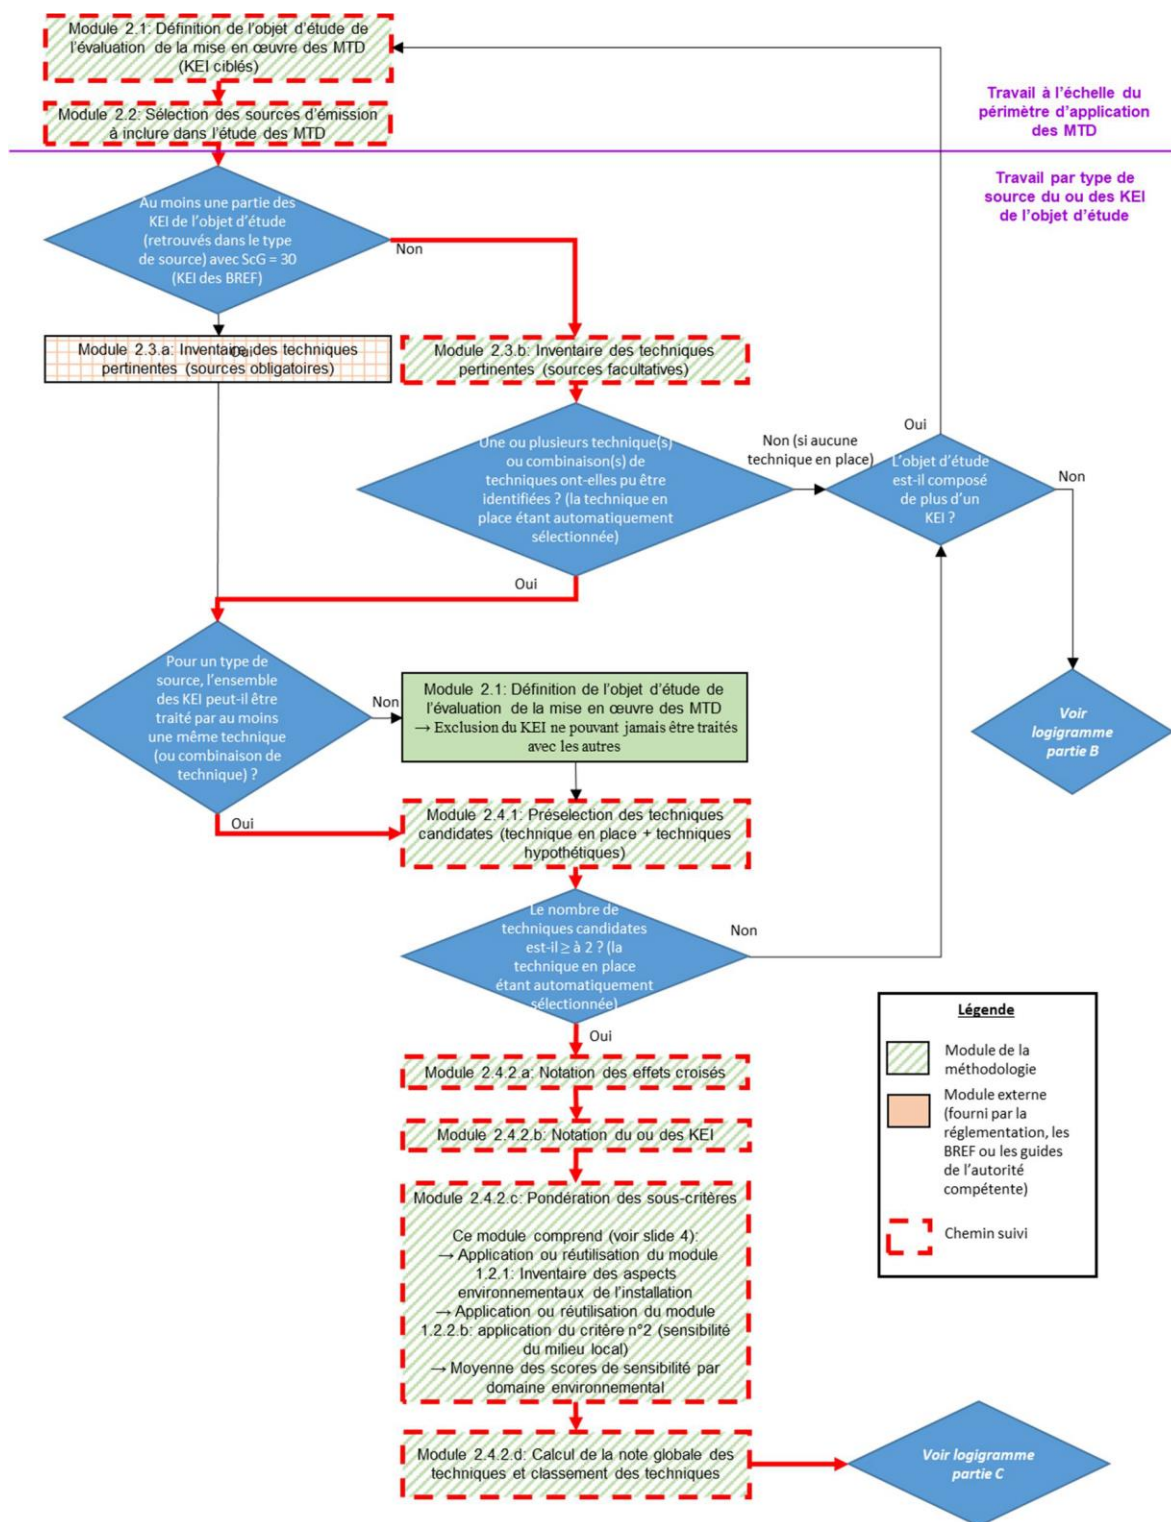 Module 2.1: Définition de l'objet d'étude de
l'évaluation de la mise en œuvre des MTD
(KEI ciblés)
Module 2.2: Sélection des sources d'émission
à inclure dans l'étude des MTD
Travail à l'échelle du
périmètre d'application
des MTD
Travail par type de
source du ou des KEI
de l'objet d'étude
Au moins une partie des
KEI de l'objet d'étude
(retrouvés dans le type
de source) avec ScG = 30
(KEI des BREF)
Non
Oui
Module 2.3.a: Inventaire des techniques
pertinentes (sources obligatoires)
Module 2.3.b: Inventaire des techniques
pertinentes (sources facultatives)
Une ou plusieurs technique(s)
ou combinaison(s) de
techniques ont-elles pu être
identifiées ? (la technique en
place étant automatiquement
sélectionnée)
Non (si aucune
technique en place)
Oui
L'objet d'étude
est-il composé
de plus d'un
KEI ?
Non
Oui
Pour un type de
source, l'ensemble
des KEI peut-il être
traité par au moins
une même technique
(ou combinaison de
technique) ?
Non
Module 2.1: Définition de l'objet d'étude de
l'évaluation de la mise en œuvre des MTD
→ Exclusion du KEI ne pouvant jamais être traités
avec les autres
Voir
logigramme
partie B
Oui
Module 2.4.1: Préselection des techniques
candidates (technique en place + techniques
hypothétiques)
Le nombre de
techniques candidates
est-il ≥ à 2 ? (la
technique en place
étant automatiquement
sélectionnée)
Non
Oui
Module 2.4.2.a: Notation des effets croisés
Module 2.4.2.b: Notation du ou des KEI
Module 2.4.2.c: Pondération des sous-critères
Ce module comprend (voir slide 4):
→ Application ou réutilisation du module
1.2.1: Inventaire des aspects
environnementaux de l'installation
→ Application ou réutilisation du module
1.2.2.b: application du critère n°2 (sensibilité
du milieu local)
→ Moyenne des scores de sensibilité par
domaine environnemental
Module 2.4.2.d: Calcul de la note globale des
techniques et classement des techniques
Voir logigramme
partie C
Légende
Module de la
méthodologie
Module externe
(fourni par la
réglementation, les
BREF ou les guides
de l'autorité
compétente)
Chemin suivi